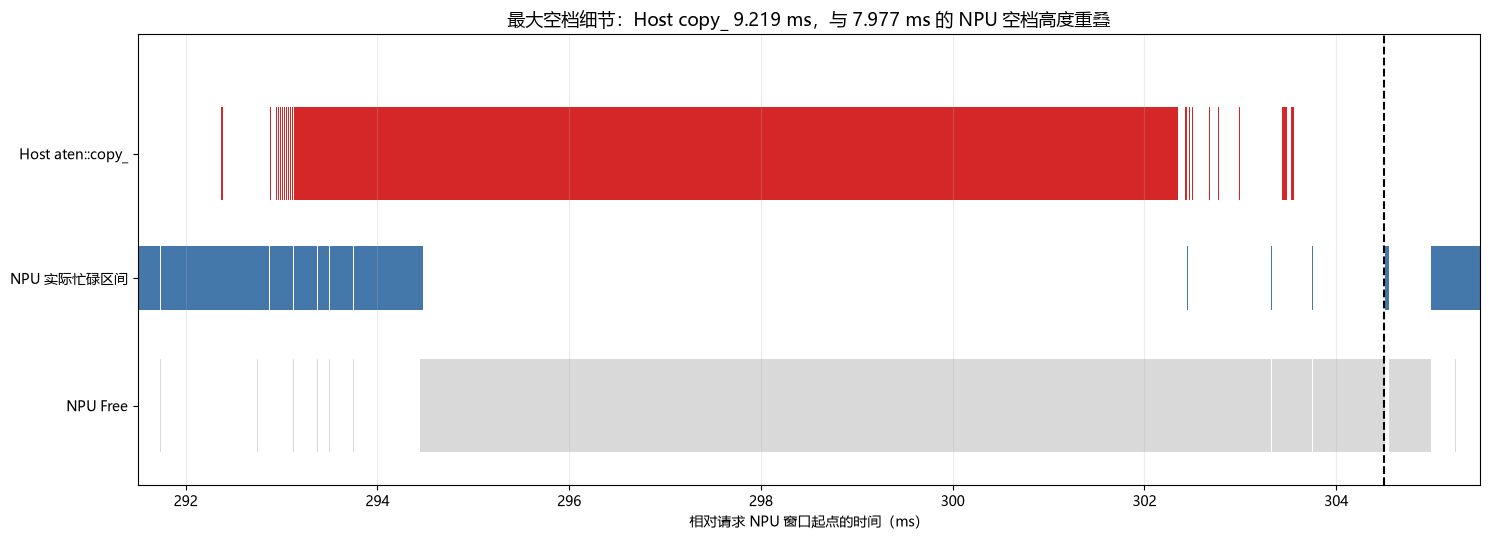 最大空档细节：Host copy_ 9.219 ms，与 7.977 ms 的 NPU 空档高度重叠
Host aten::copy_
NPU 实际忙碌区间
NPU Free
292 294 296 298 300 302 304
相对请求 NPU 窗口起点的时间（ms）